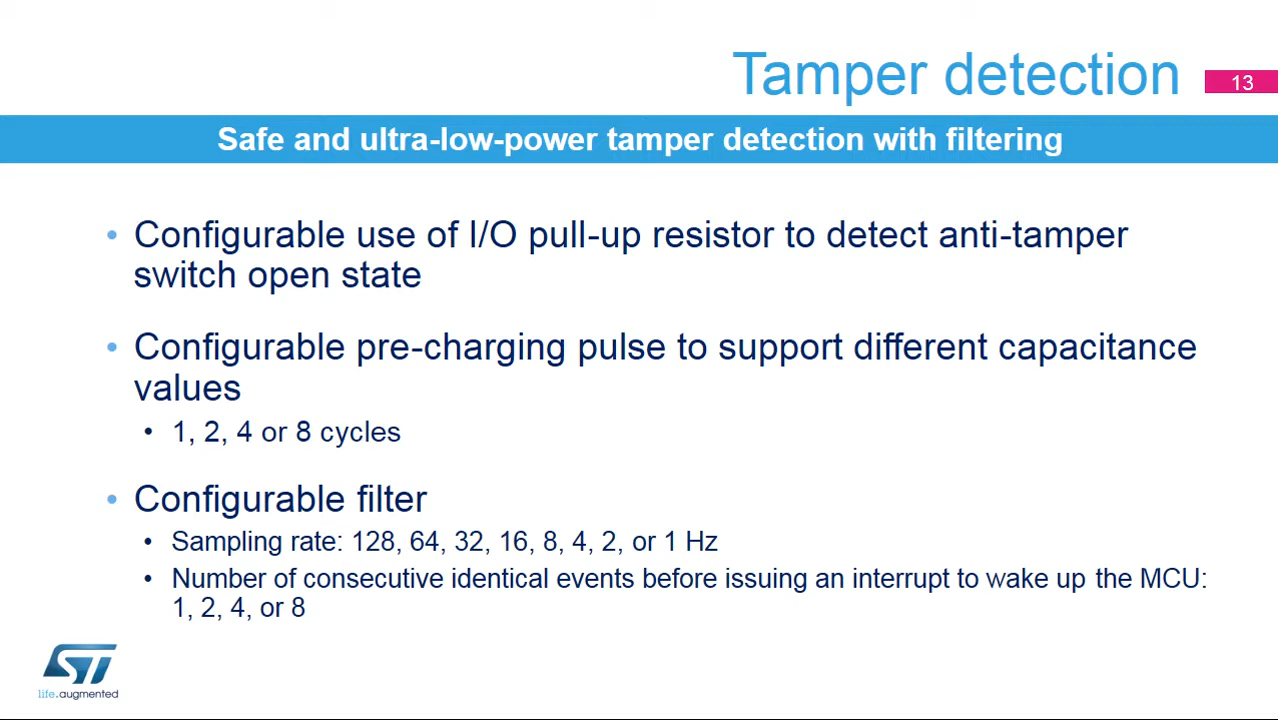 Tamper detection
13
Safe and ultra-low-power tamper detection with filtering
• Configurable use of I/O pull-up resistor to detect anti-tamper
switch open state
• Configurable pre-charging pulse to support different capacitance
values
• 1, 2, 4 or 8 cycles
• Configurable filter
• Sampling rate: 128, 64, 32, 16, 8, 4, 2, or 1 Hz
• Number of consecutive identical events before issuing an interrupt to wake up the MCU:
1, 2, 4, or 8
ST
life.augmented